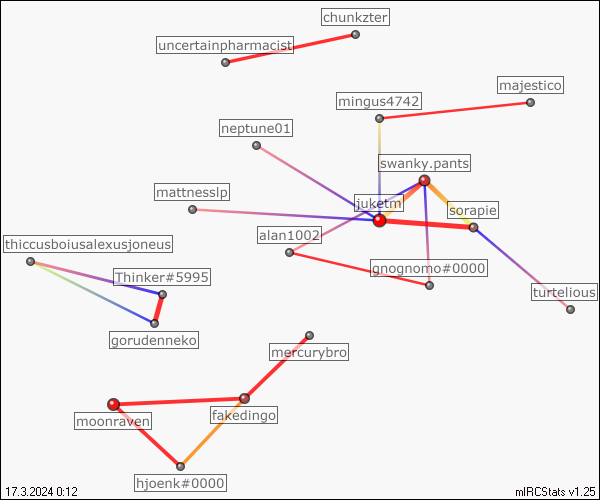 chunkzter
uncertainpharmacist
majestico
mingus4742
neptune01
swanky.pants
mattnesslp
juketm
sorapie
alan1002
thiccusboiusalexusjoneus
gnognomo#0000
Thinker#5995
turtelious
gorudenneko
mercurybro
fakedingo
moonraven
hjoenk#0000
17.3.2024 0:12
mIRCStats v1.25